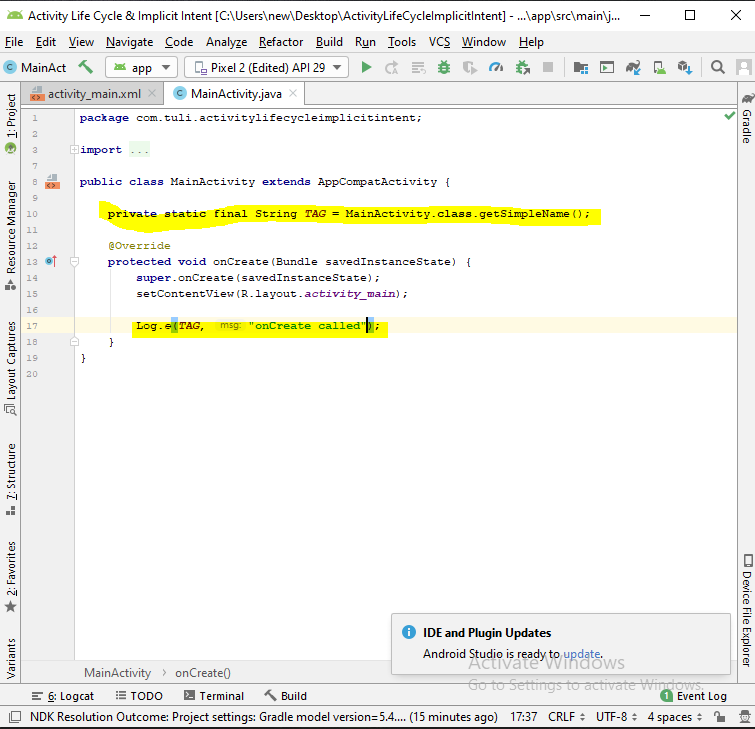 Activity Life Cycle & Implicit Intent [C:\Users\new\Desktop\ActivityLifeCycleImplicitIntent] - ...\app\src\main\j...
File Edit View Navigate Code Analyze Refactor Build Run Tools VCS Window Help
MainAct app Pixel 2 (Edited) API 29
activity_main.xml MainActivity.java
1: Project
Resource Manager
Layout Captures
7: Structure
2: Favorites
Variants
1 package com.tuli.activitylifecycleimplicitintent;
2
3 import ...
7
8 public class MainActivity extends AppCompatActivity {
9
10 private static final String TAG = MainActivity.class.getSimpleName();
11
12 @Override
13 protected void onCreate(Bundle savedInstanceState) {
14 super.onCreate(savedInstanceState);
15 setContentView(R.layout.activity_main);
16
17 Log.e(TAG, msg: "onCreate called");
18 }
19 }
20
Gradle
Device File Explorer
IDE and Plugin Updates
Android Studio is ready to update.
Activate Windows
Go to Settings to activate Windows.
MainActivity > onCreate()
6: Logcat TODO Terminal Build 1 Event Log
NDK Resolution Outcome: Project settings: Gradle model version=5.4.... (15 minutes ago) 17:37 CRLF UTF-8 4 spaces